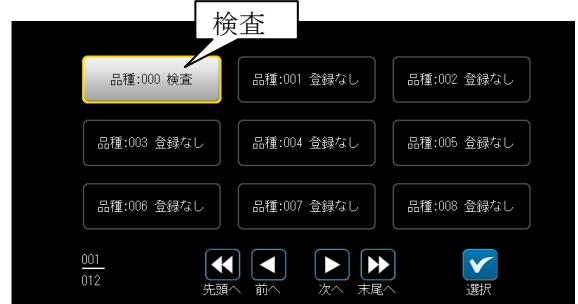 検査
品種:000 検査
品種:001 登録なし
品種:002 登録なし
品種:003 登録なし
品種:004 登録なし
品種:005 登録なし
品種:006 登録なし
品種:007 登録なし
品種:008 登録なし
001
012
先頭へ
前へ
次へ
末尾へ
選択